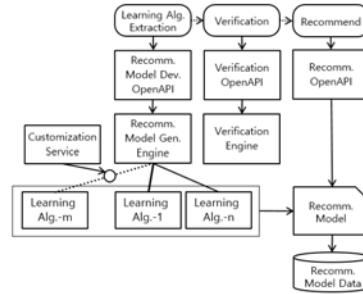 Learning Alg.
Extraction
Verification
Recommend
Recomm.
Model Dev.
OpenAPI
Verification
OpenAPI
Recomm.
OpenAPI
Customization
Service
Recomm.
Model Gen.
Engine
Verification
Engine
Learning
Alg.-m
Learning
Alg.-1
Learning
Alg.-n
Recomm.
Model
Recomm.
Model Data